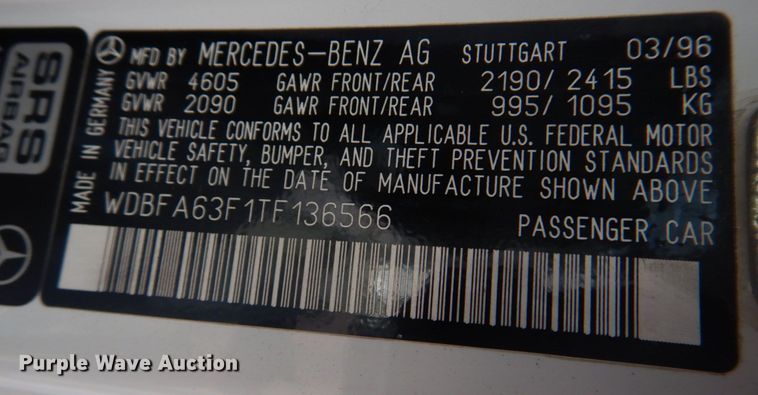 MFD BY MERCEDES-BENZ AG STUTTGART 03/96
GVWR 4605 GAWR FRONT/REAR 2190/2415 LBS
GVWR 2090 GAWR FRONT/REAR 995/1095 KG
THIS VEHICLE CONFORMS TO ALL APPLICABLE U.S. FEDERAL MOTOR
VEHICLE SAFETY, BUMPER, AND THEFT PREVENTION STANDARDS
IN EFFECT ON THE DATE OF MANUFACTURE SHOWN ABOVE
WDBFA63F1TF136566 PASSENGER CAR
MADE IN GERMANY
SRS
AIRBAG
Purple Wave Auction